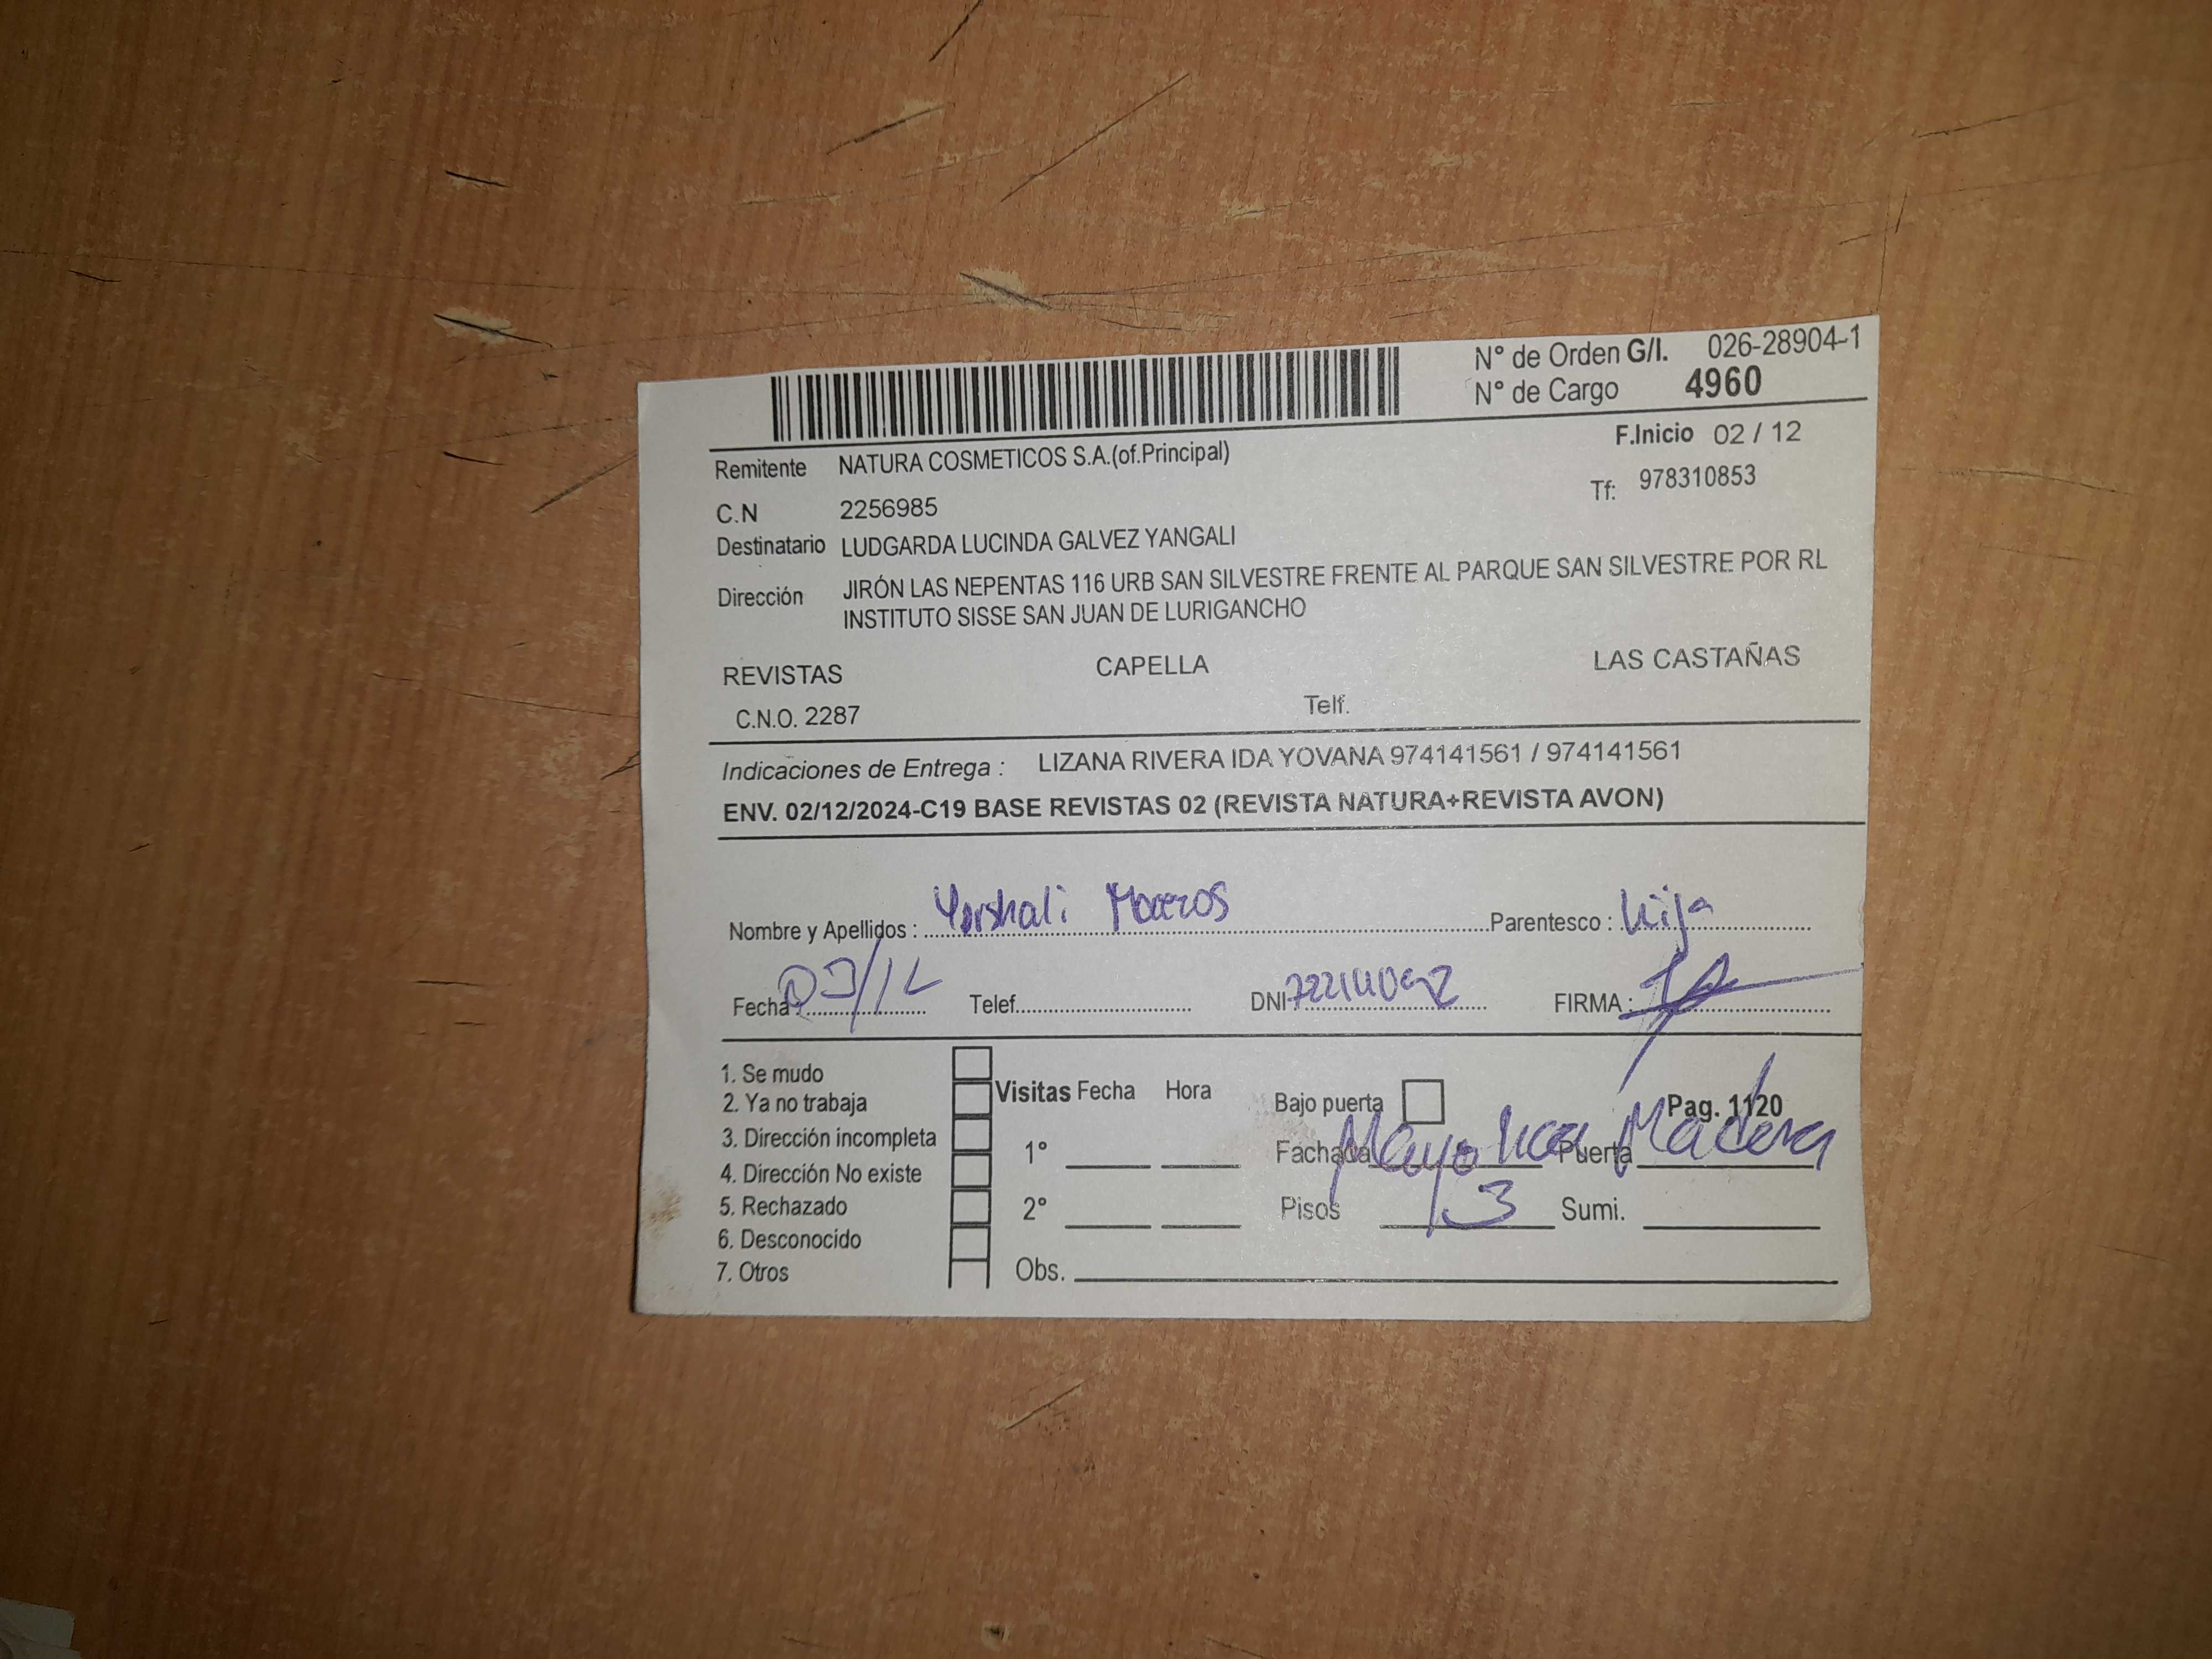 N° de Orden G/I. 026-28904-1
N° de Cargo 4960
F.Inicio 02 / 12
Remitente NATURA COSMETICOS S.A.(of.Principal)
Tf: 978310853
C.N 2256985
Destinatario LUDGARDA LUCINDA GALVEZ YANGALI
Dirección JIRÓN LAS NEPENTAS 116 URB SAN SILVESTRE FRENTE AL PARQUE SAN SILVESTRE POR RL
INSTITUTO SISSE SAN JUAN DE LURIGANCHO
REVISTAS CAPELLA LAS CASTAÑAS
C.N.O. 2287 Telf.
Indicaciones de Entrega : LIZANA RIVERA IDA YOVANA 974141561 / 974141561
ENV. 02/12/2024-C19 BASE REVISTAS 02 (REVISTA NATURA+REVISTA AVON)
Nombre y Apellidos : Parentesco : hija
Fecha : Telef. DNI FIRMA :
1. Se mudo
2. Ya no trabaja
3. Dirección incompleta
4. Dirección No existe
5. Rechazado
6. Desconocido
7. Otros
Visitas Fecha Hora
1°
2°
Obs.
Bajo puerta Pag. 1120
Fachada Mayolica Puerta Madera
Pisos 3 Sumi.